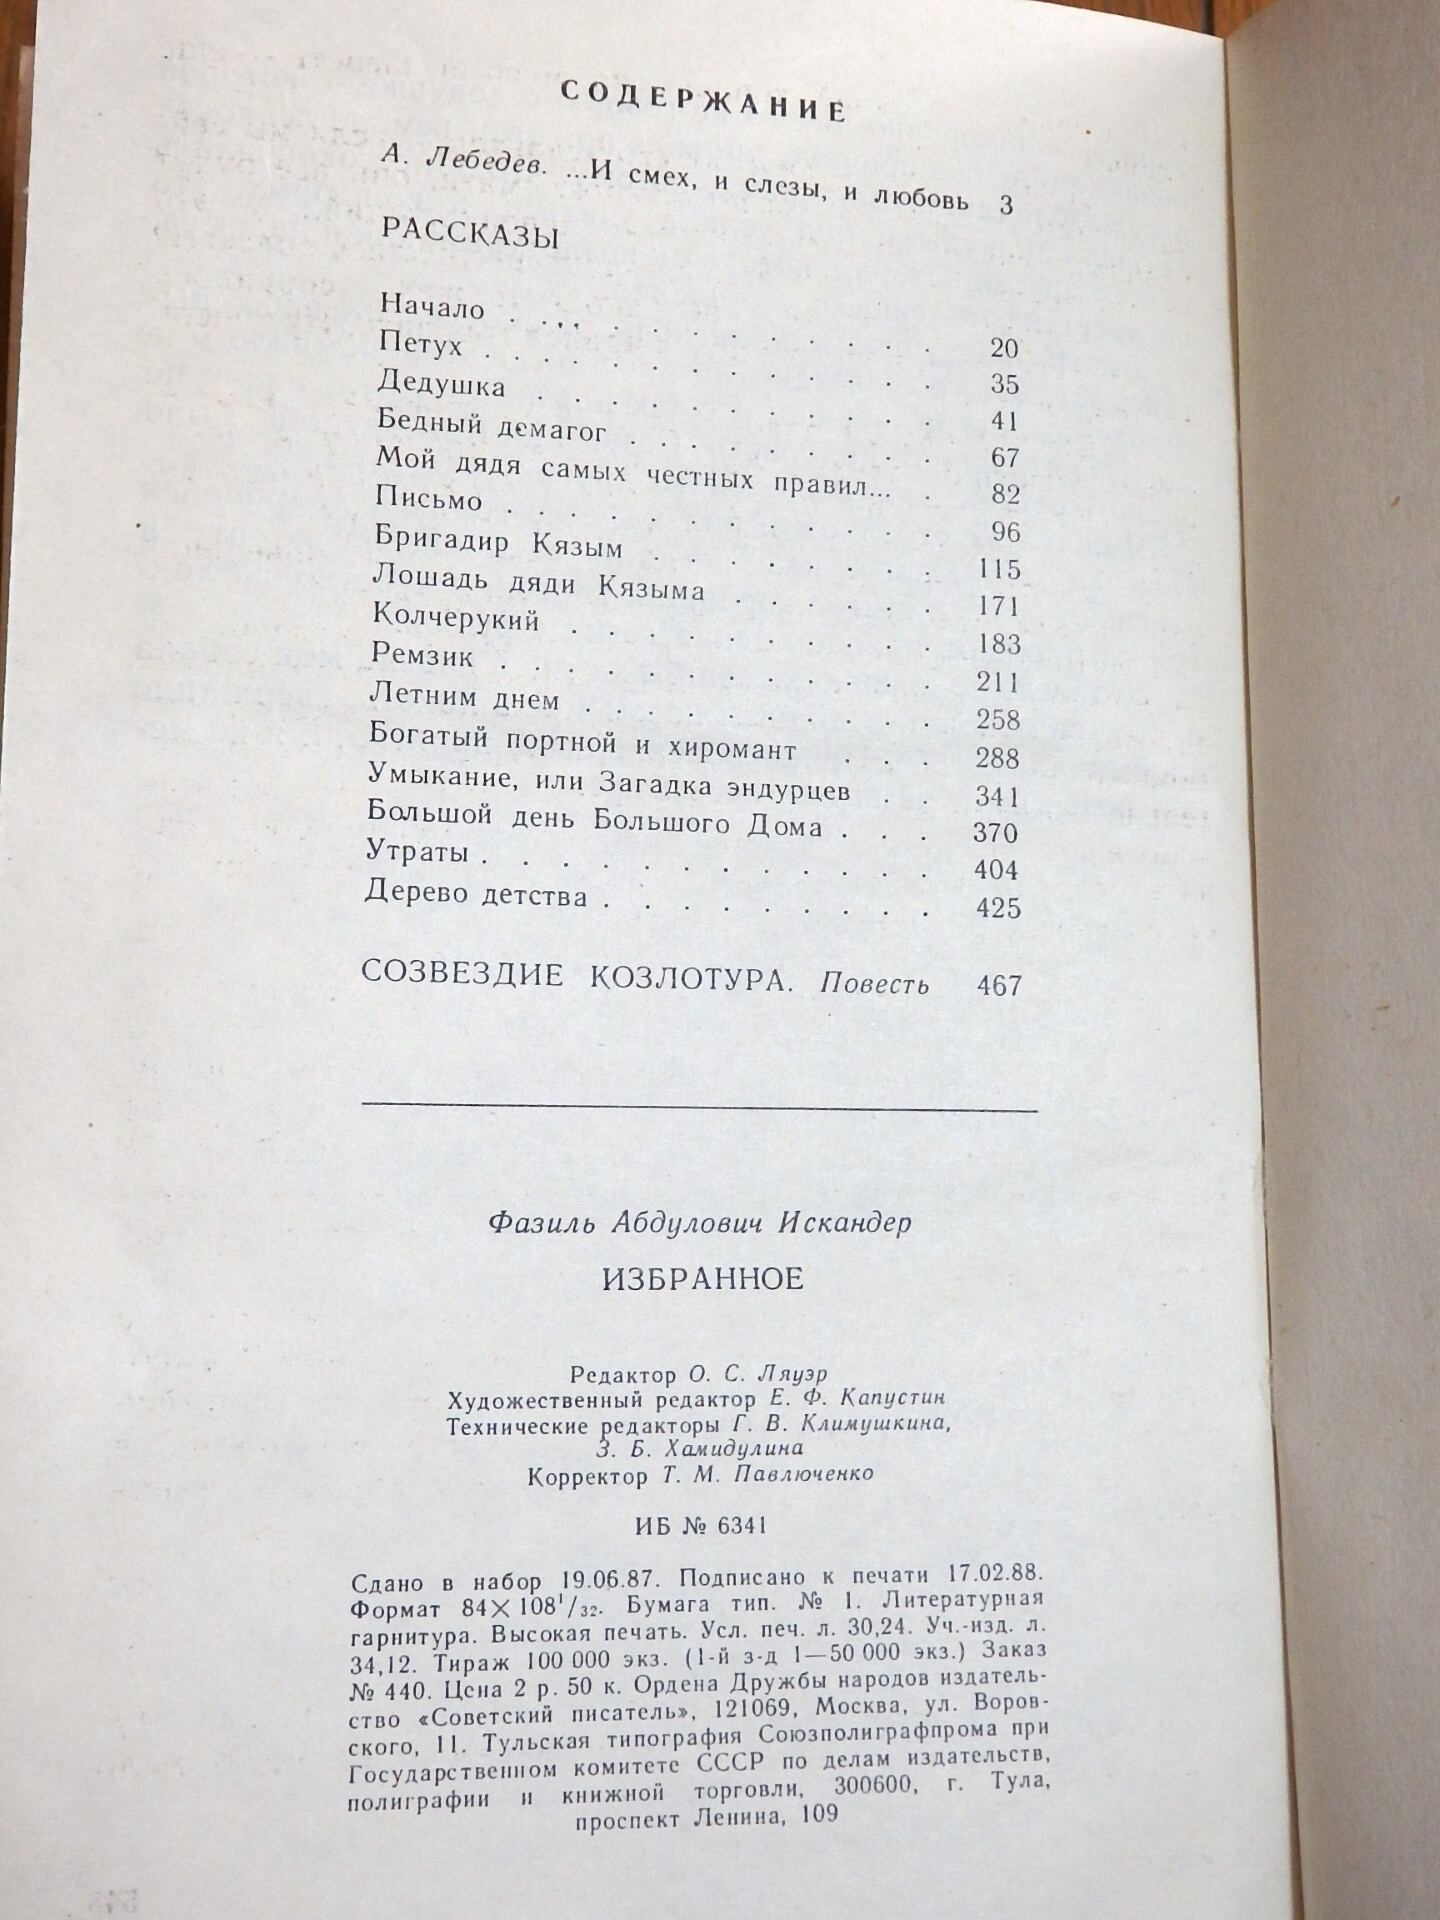 СОДЕРЖАНИЕ
А. Лебедев. ...И смех, и слезы, и любовь 3
РАССКАЗЫ
Начало . . . . . . . . . . . . 20
Петух . . . . . . . . . . . . 35
Дедушка . . . . . . . . . . . 41
Бедный демагог . . . . . . . . . 67
Мой дядя самых честных правил... . 82
Письмо . . . . . . . . . . . . 96
Бригадир Кязым . . . . . . . . 115
Лошадь дяди Кязыма . . . . . . 171
Колчерукий . . . . . . . . . . 183
Ремзик . . . . . . . . . . . . 211
Летним днем . . . . . . . . . . 258
Богатый портной и хиромант . . . 288
Умыкание, или Загадка эндурцев . . 341
Большой день Большого Дома . . . 370
Утраты . . . . . . . . . . . . 404
Дерево детства . . . . . . . . . 425
СОЗВЕЗДИЕ КОЗЛОТУРА. Повесть 467
Фазиль Абдулович Искандер
ИЗБРАННОЕ
Редактор О. С. Ляуэр
Художественный редактор Е. Ф. Капустин
Технические редакторы Г. В. Климушкина,
З. Б. Хамидулина
Корректор Т. М. Павлюченко
ИБ № 6341
Сдано в набор 19.06.87. Подписано к печати 17.02.88.
Формат 84×108¹/₃₂. Бумага тип. № 1. Литературная
гарнитура. Высокая печать. Усл. печ. л. 30,24. Уч.-изд. л.
34,12. Тираж 100 000 экз. (1-й з-д 1—50 000 экз.) Заказ
№ 440. Цена 2 р. 50 к. Ордена Дружбы народов издатель-
ство «Советский писатель», 121069, Москва, ул. Воров-
ского, 11. Тульская типография Союзполиграфпрома при
Государственном комитете СССР по делам издательств,
полиграфии и книжной торговли, 300600, г. Тула,
проспект Ленина, 109